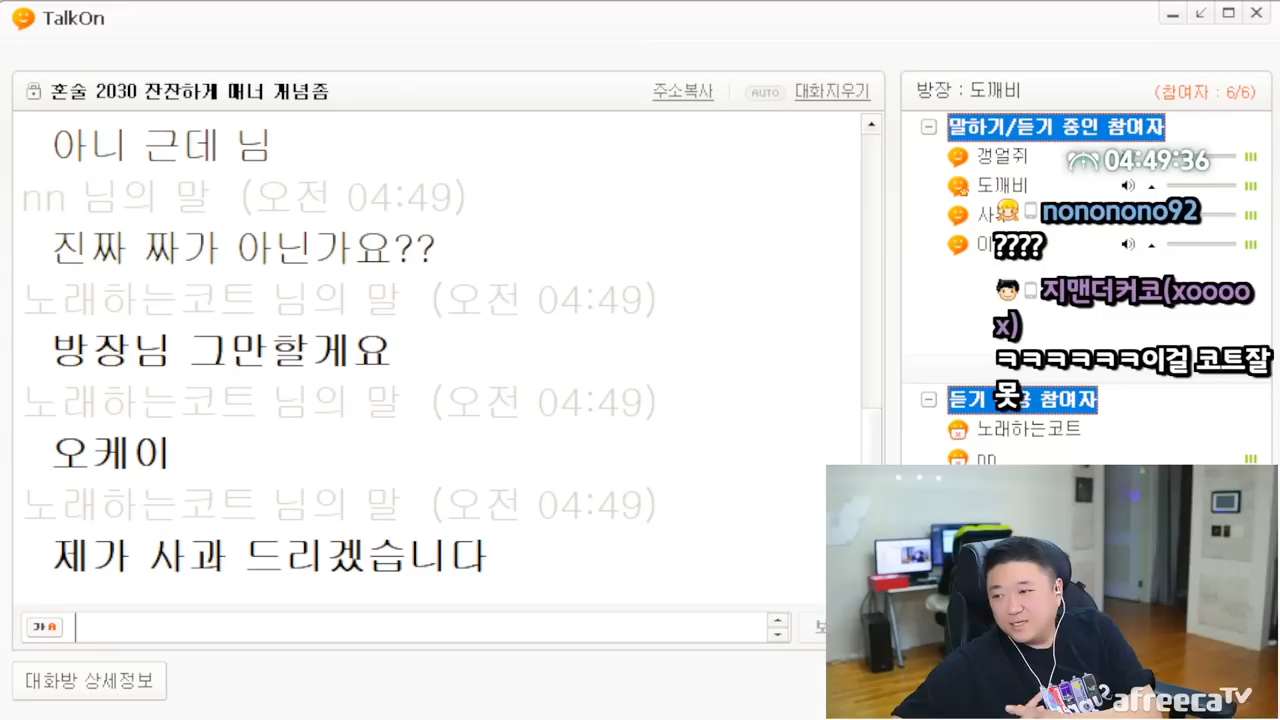 TalkOn
혼술 2030 잔잔하게 매너 개념좀
주소복사
AUTO
대화지우기
아니 근데 님
nn 님의 말 (오전 04:49)
진짜 짜가 아닌가요??
노래하는코트 님의 말 (오전 04:49)
방장님 그만할게요
노래하는코트 님의 말 (오전 04:49)
오케이
노래하는코트 님의 말 (오전 04:49)
제가 사과 드리겠습니다
가A
대화방 상세정보
방장 : 도깨비
(참여자 : 6/6)
말하기/듣기 중인 참여자
갱얼쥐
04:49:36
도깨비
nononono92
????
지맨더커코(xoooo
x)
ㅋㅋㅋㅋㅋㅋ이걸 코트잘
못
듣기 참여자
노래하는코트
nn
afreecaTV